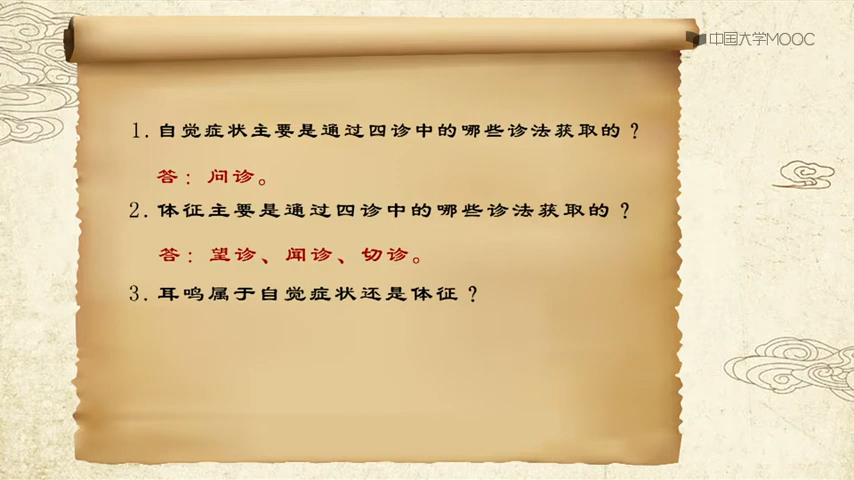 中国大学MOOC
1. 自觉症状主要是通过四诊中的哪些诊法获取的？
答：问诊。
2. 体征主要是通过四诊中的哪些诊法获取的？
答：望诊、闻诊、切诊。
3. 耳鸣属于自觉症状还是体征？